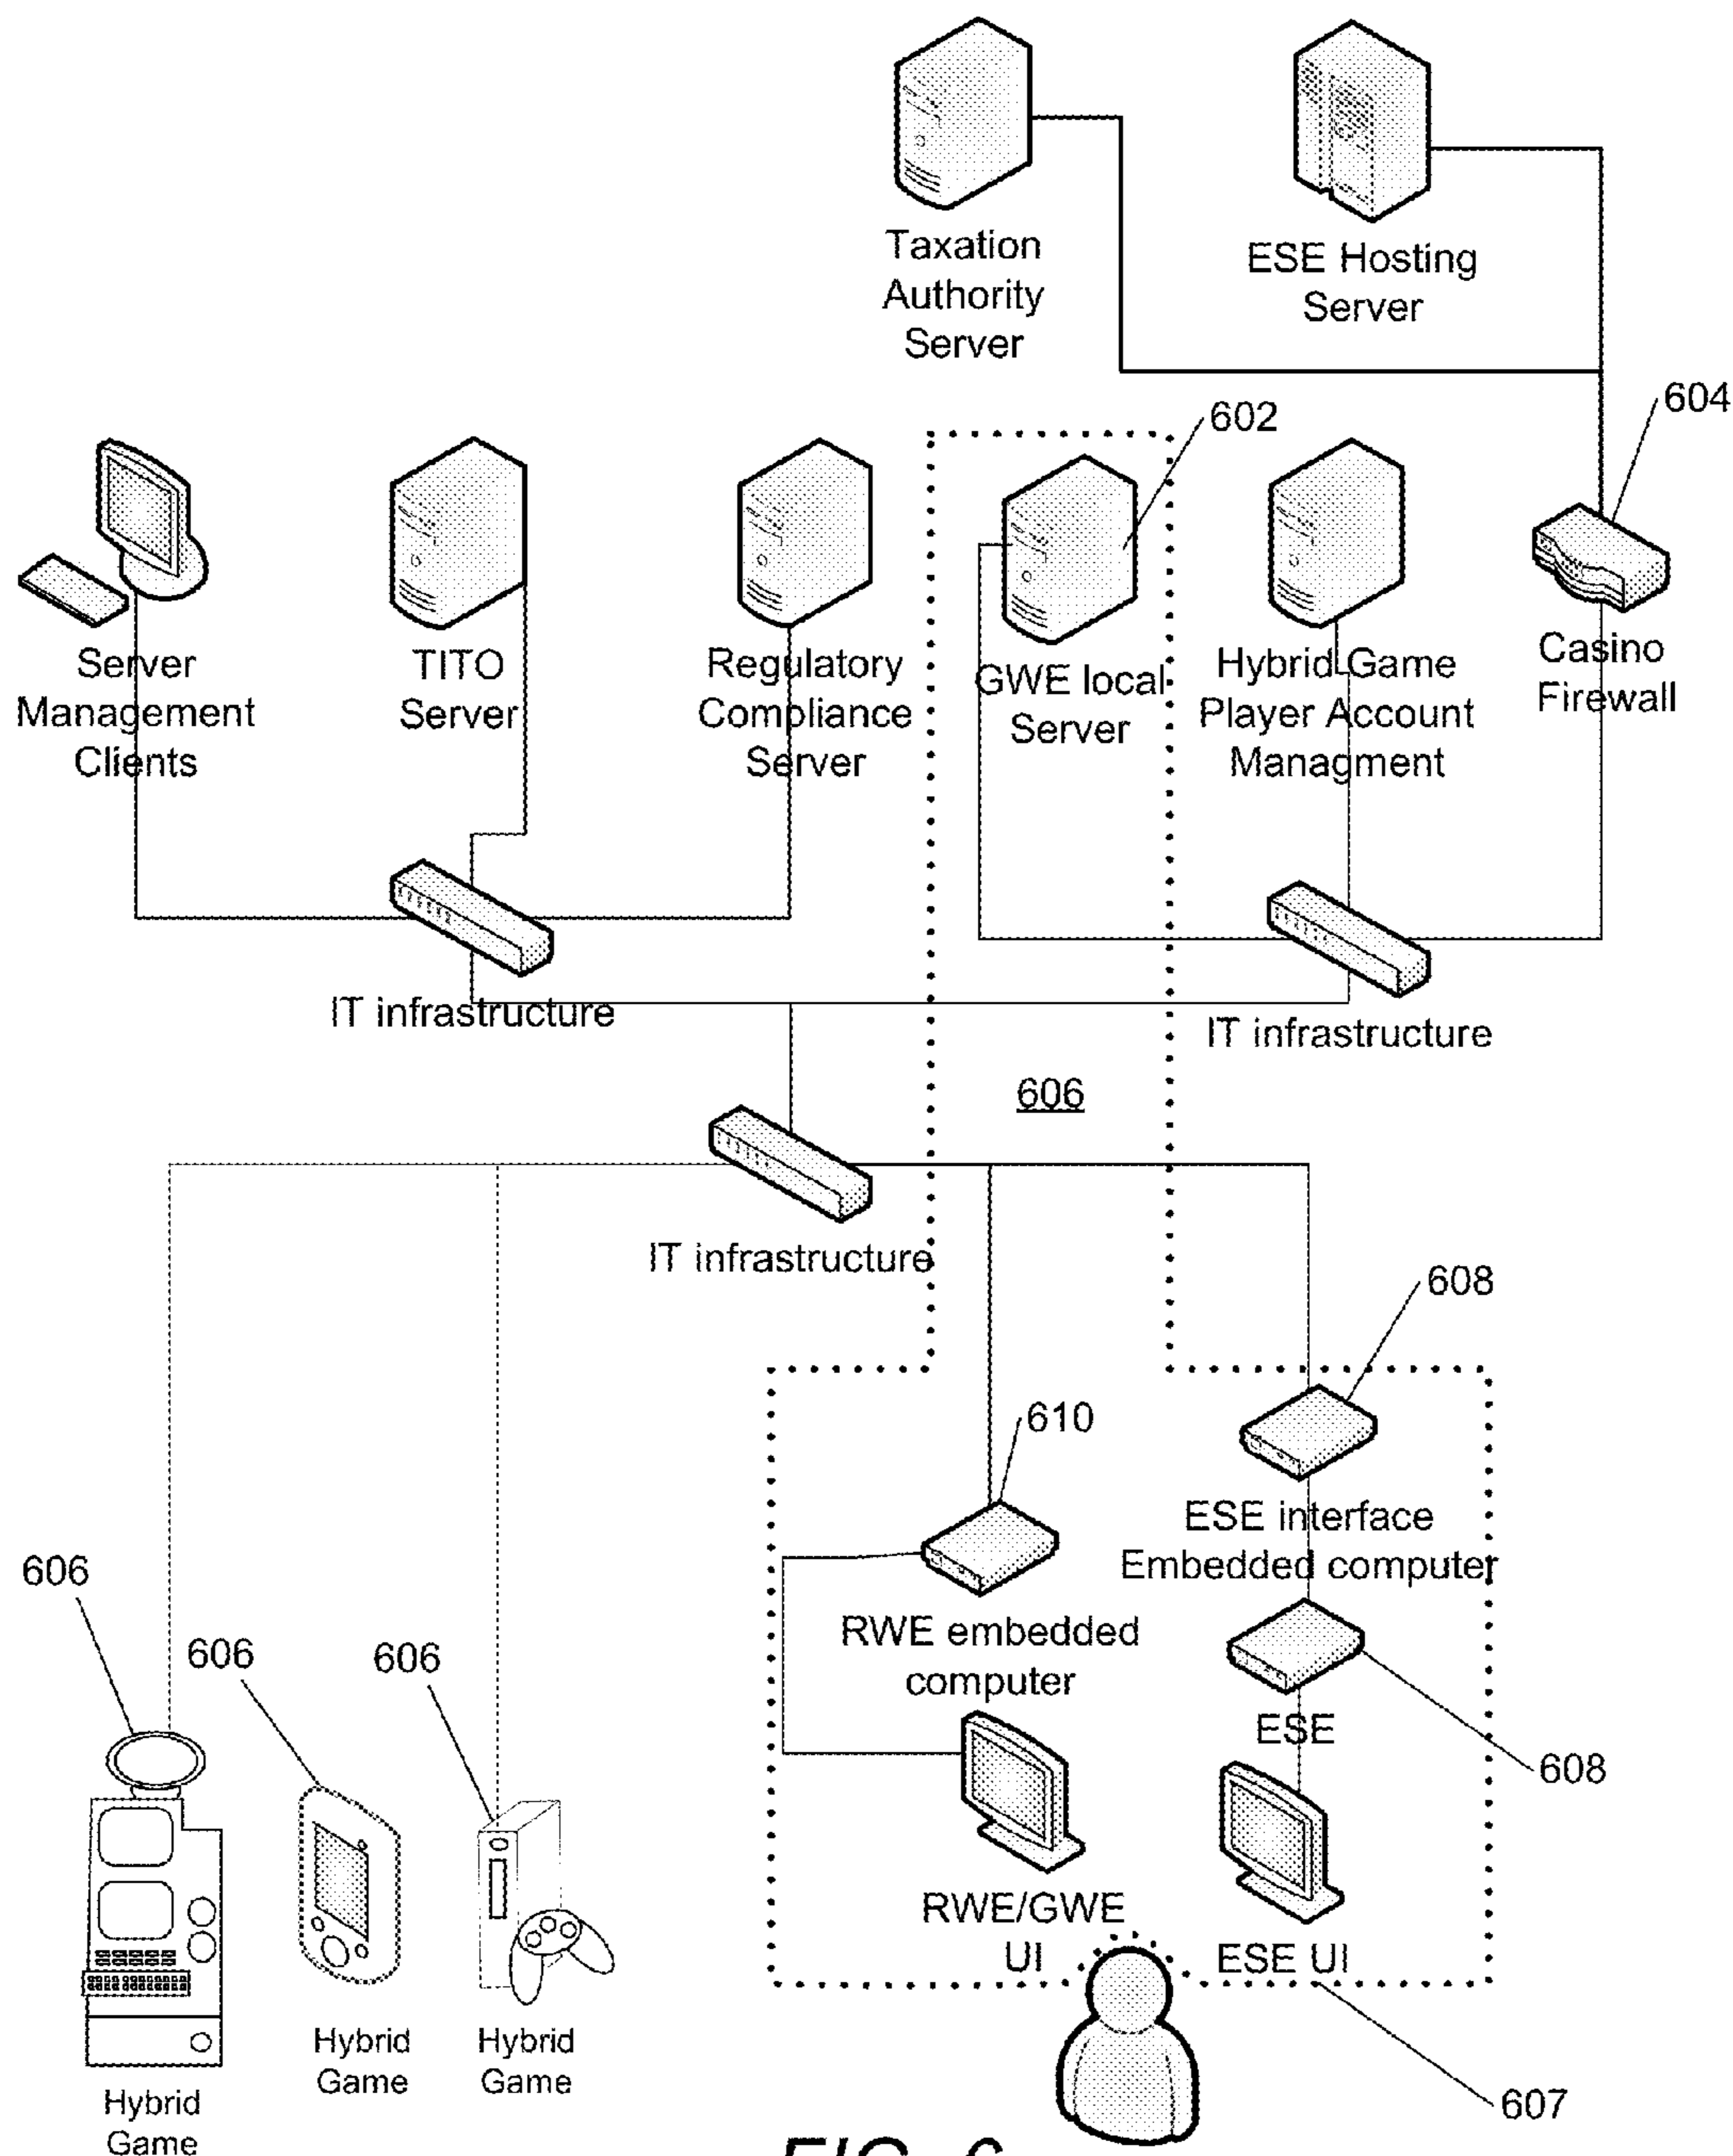 Taxation
Authority
Server
ESE Hosting
Server
604
602
Server
Management
Clients
TITO
Server
Regulatory
Compliance
Server
GWE local
Server
Hybrid Game
Player Account
Managment
Casino
Firewall
IT infrastructure
IT infrastructure
606
IT infrastructure
608
610
ESE interface
Embedded computer
606
606
606
RWE embedded
computer
ESE
608
RWE/GWE
UI
ESE UI
Hybrid
Game
Hybrid
Game
Hybrid
Game
607
FIG. 6